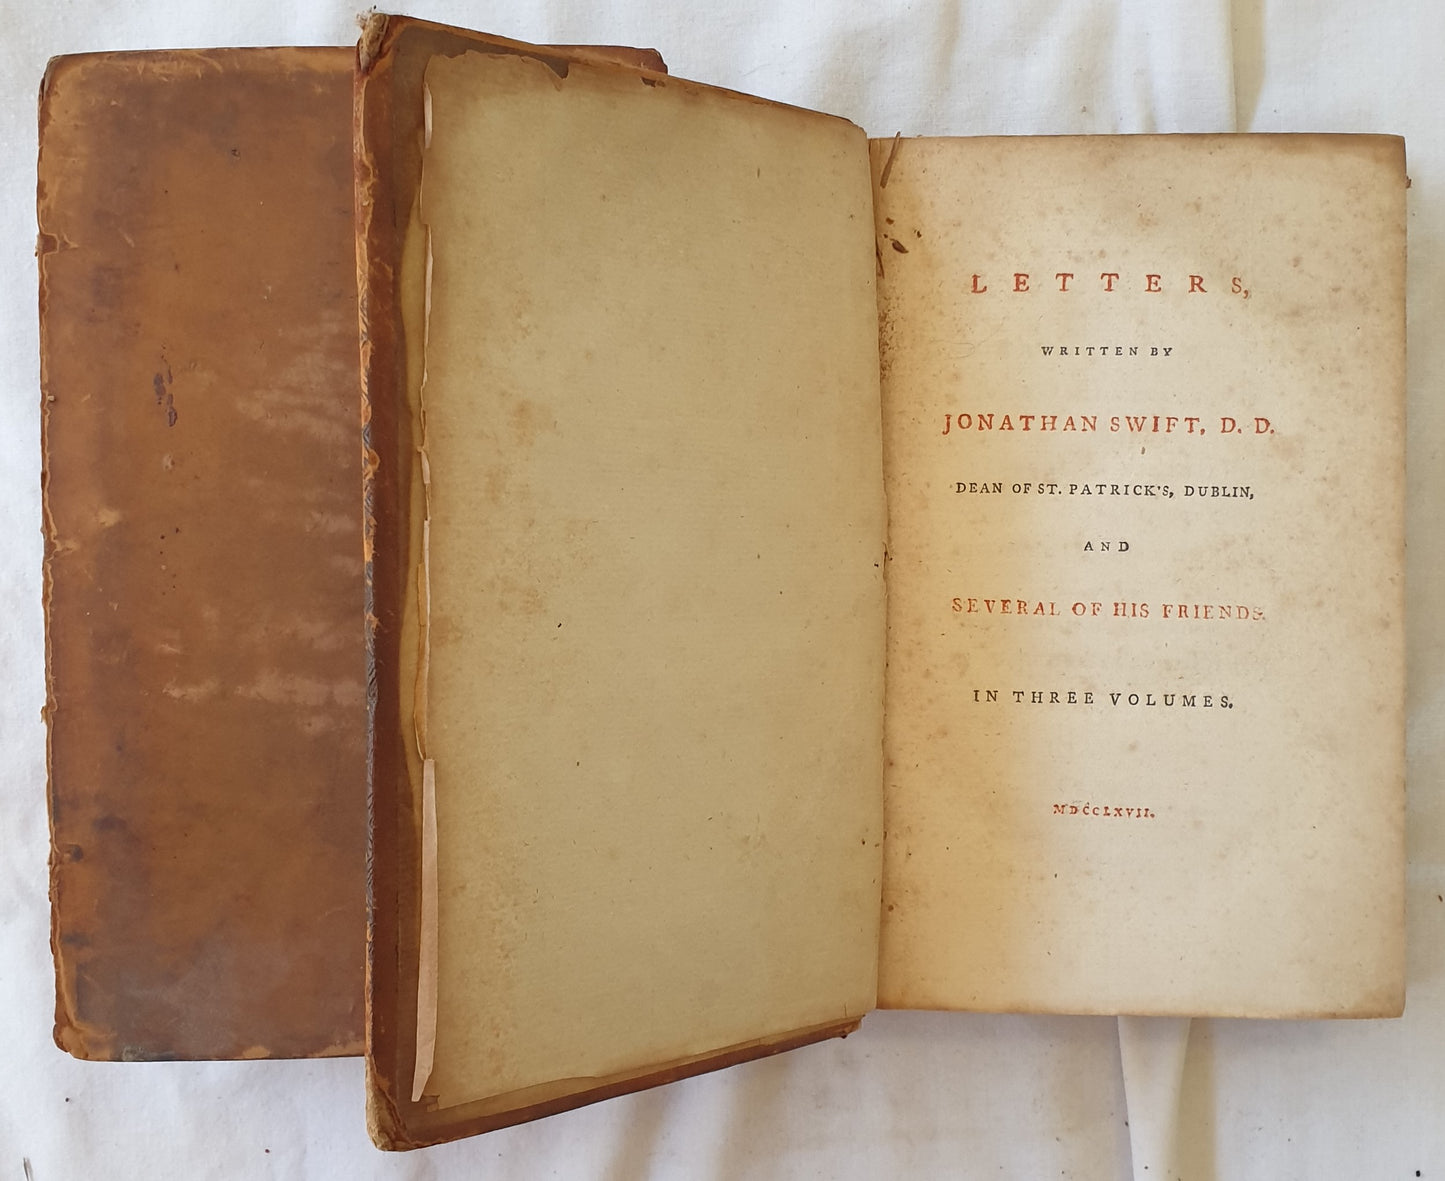 LETTERS,
WRITTEN BY
JONATHAN SWIFT, D. D.
DEAN OF ST. PATRICK'S, DUBLIN,
AND
SEVERAL OF HIS FRIENDS.
IN THREE VOLUMES.
MDCCLXVII.